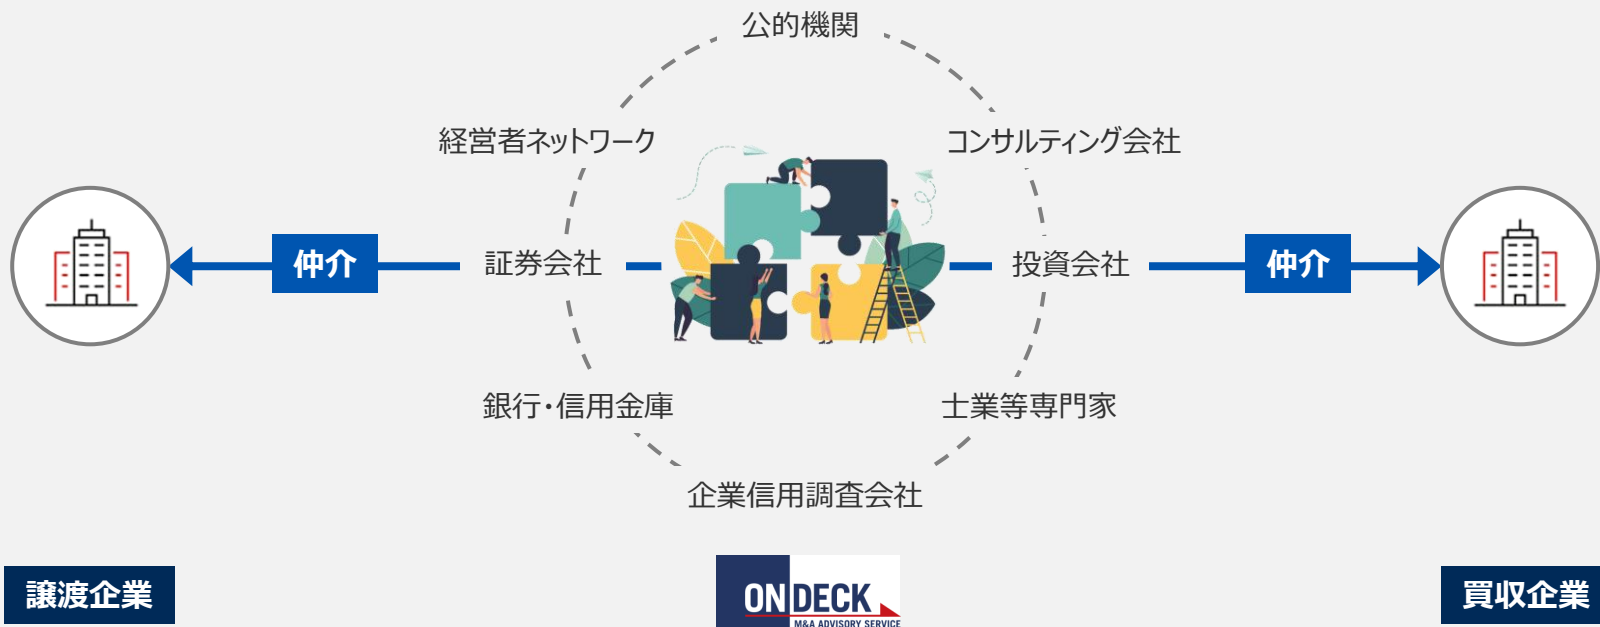 公的機関
経営者ネットワーク
コンサルティング会社
仲介
証券会社
投資会社
仲介
銀行・信用金庫
士業等専門家
企業信用調査会社
譲渡企業
ON DECK
M&A ADVISORY SERVICE
買収企業